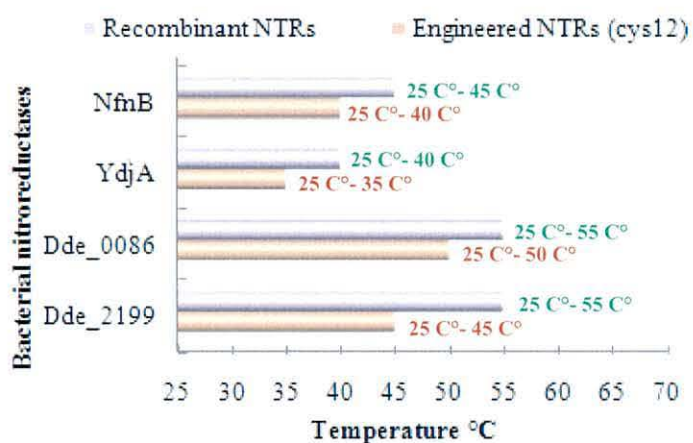 Recombinant NTRs Engineered NTRs (cys12)
Bacterial nitroreductases
NfnB
25 C°- 45 C°
25 C°- 40 C°
YdjA
25 C°- 40 C°
25 C°- 35 C°
Dde_0086
25 C°- 55 C°
25 C°- 50 C°
Dde_2199
25 C°- 55 C°
25 C°- 45 C°
25 30 35 40 45 50 55 60 65 70
Temperature °C